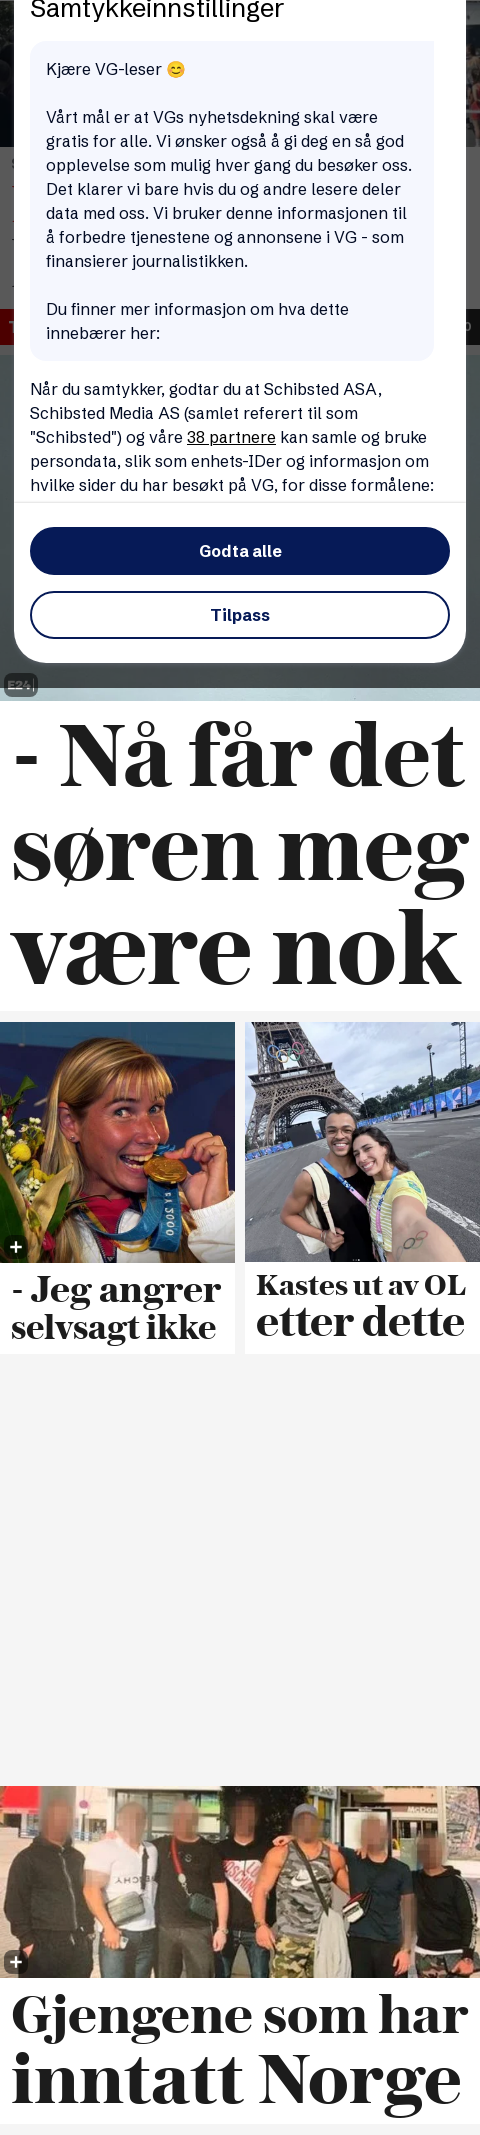 Samtykkeinnstillinger
Kjære VG-leser 😊
Vårt mål er at VGs nyhetsdekning skal være
gratis for alle. Vi ønsker også å gi deg en så god
opplevelse som mulig hver gang du besøker oss.
Det klarer vi bare hvis du og andre lesere deler
data med oss. Vi bruker denne informasjonen til
å forbedre tjenestene og annonsene i VG - som
finansierer journalistikken.
Du finner mer informasjon om hva dette
innebærer her:
Når du samtykker, godtar du at Schibsted ASA,
Schibsted Media AS (samlet referert til som
"Schibsted") og våre 38 partnere kan samle og bruke
persondata, slik som enhets-IDer og informasjon om
hvilke sider du har besøkt på VG, for disse formålene:
Godta alle
Tilpass
E24
- Nå får det
søren meg
være nok
- Jeg angrer
selvsagt ikke
Kastes ut av OL
etter dette
Gjengene som har
inntatt Norge